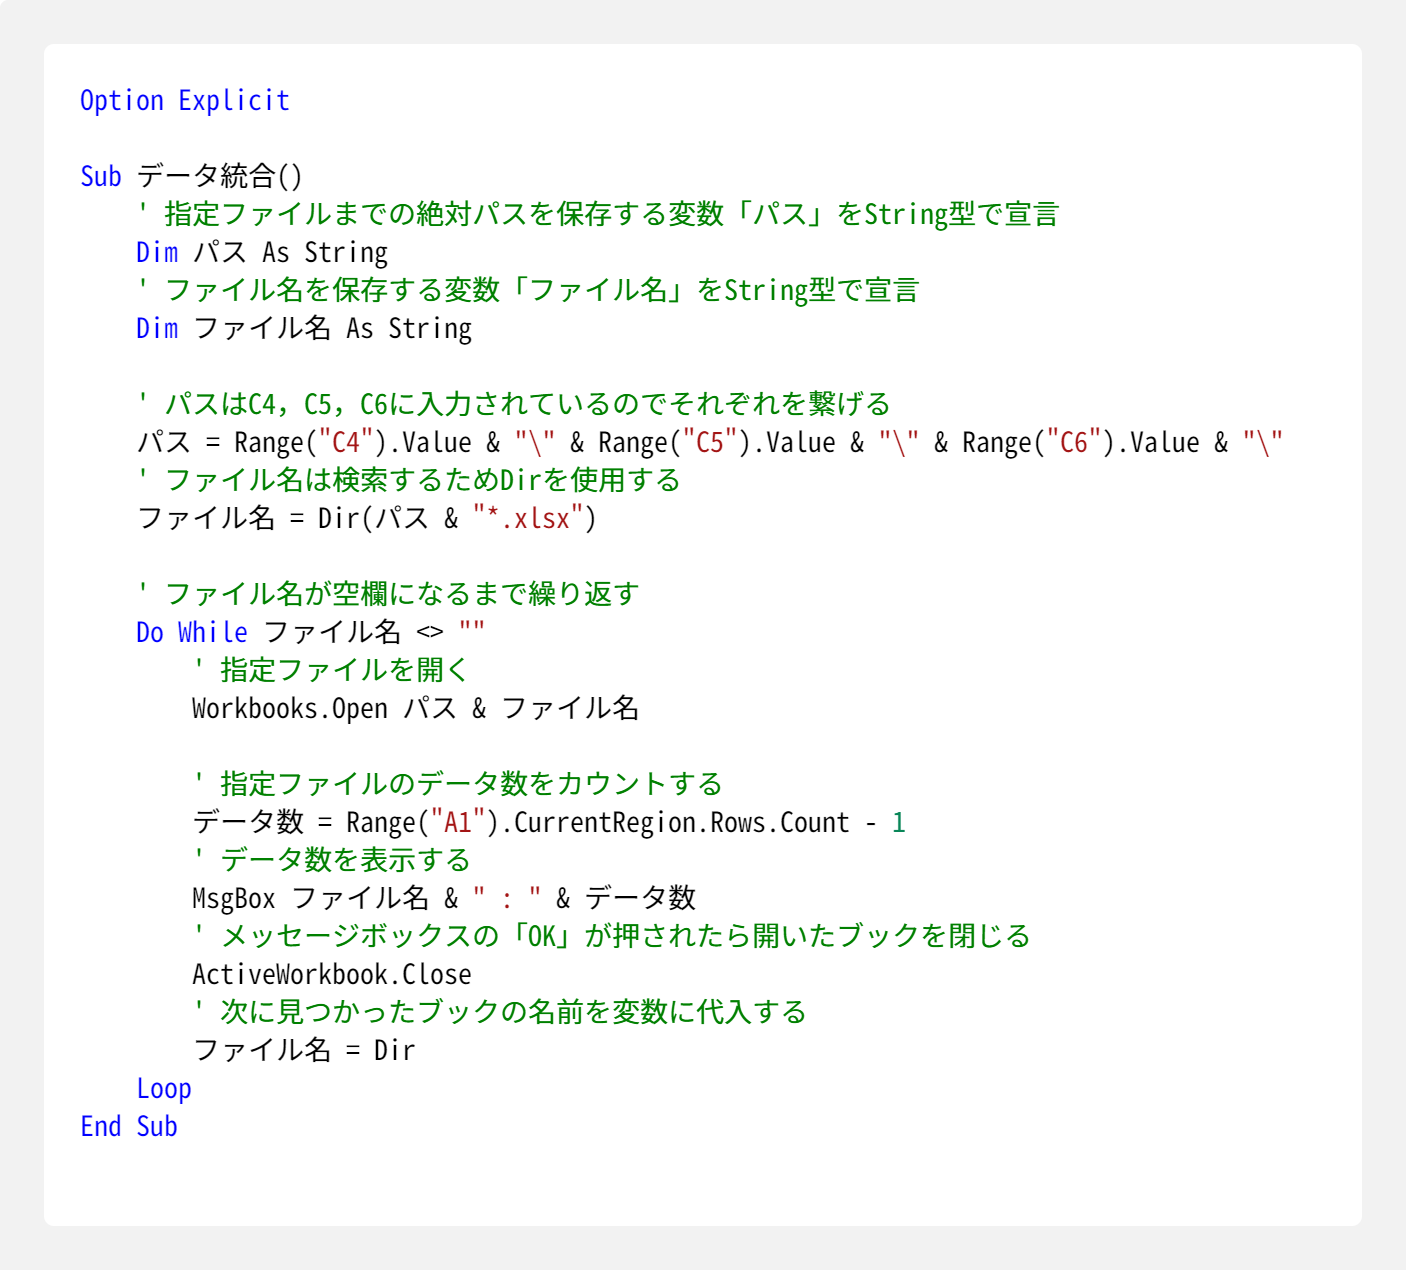 Option Explicit

Sub データ統合()
    ' 指定ファイルまでの絶対パスを保存する変数「パス」をString型で宣言
    Dim パス As String
    ' ファイル名を保存する変数「ファイル名」をString型で宣言
    Dim ファイル名 As String

    ' パスはC4，C5，C6に入力されているのでそれぞれを繋げる
    パス = Range("C4").Value & "\" & Range("C5").Value & "\" & Range("C6").Value & "\"
    ' ファイル名は検索するためDirを使用する
    ファイル名 = Dir(パス & "*.xlsx")

    ' ファイル名が空欄になるまで繰り返す
    Do While ファイル名 <> ""
        ' 指定ファイルを開く
        Workbooks.Open パス & ファイル名

        ' 指定ファイルのデータ数をカウントする
        データ数 = Range("A1").CurrentRegion.Rows.Count - 1
        ' データ数を表示する
        MsgBox ファイル名 & " : " & データ数
        ' メッセージボックスの「OK」が押されたら開いたブックを閉じる
        ActiveWorkbook.Close
        ' 次に見つかったブックの名前を変数に代入する
        ファイル名 = Dir
    Loop
End Sub